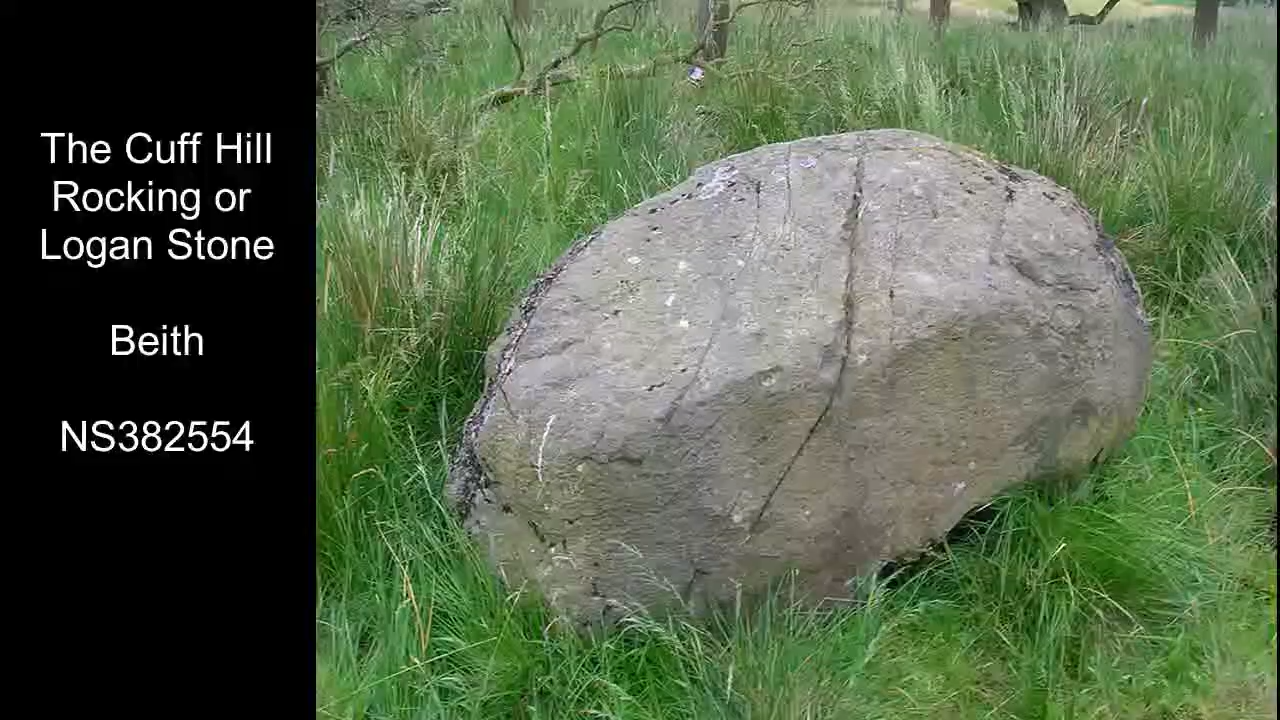 The Cuff Hill
Rocking or
Logan Stone
Beith
NS382554